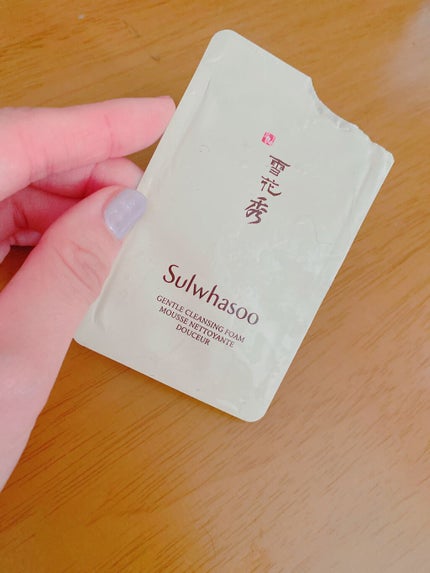 雪花秀
Sulwhasoo
GENTLE CLEANSING FOAM
MOUSSE NETTOYANTE
DOUCEUR